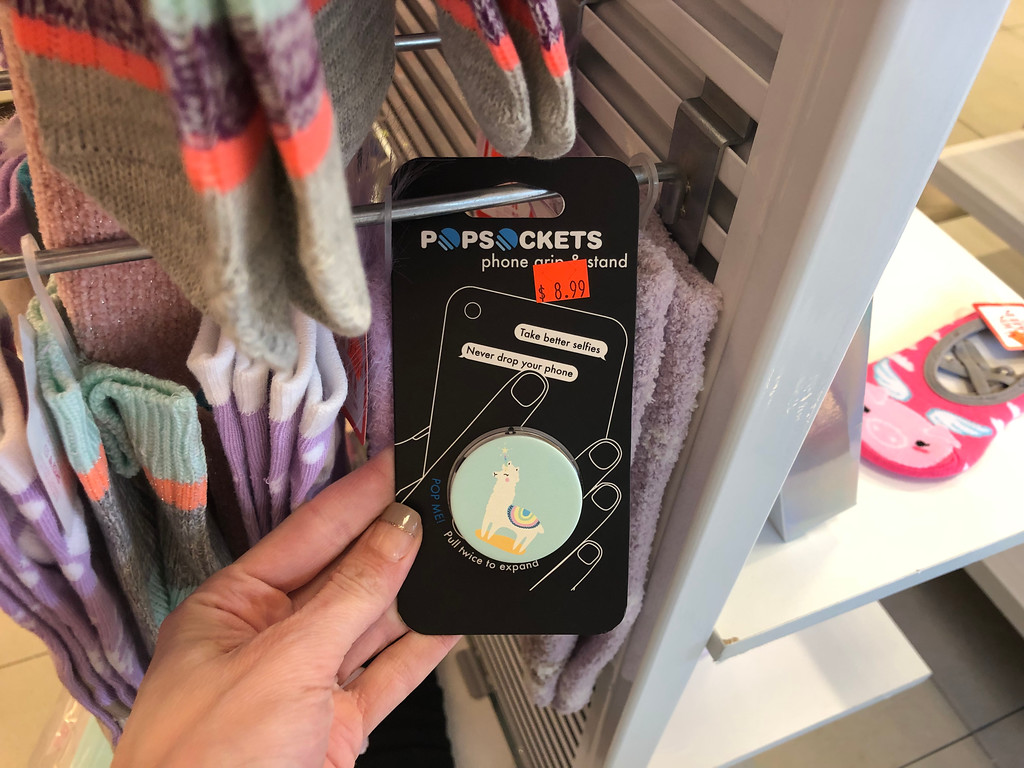 POPSOCKETS
phone grip & stand
$ 8.99
Take better selfies
Never drop your phone
POP ME!
Pull twice to expand